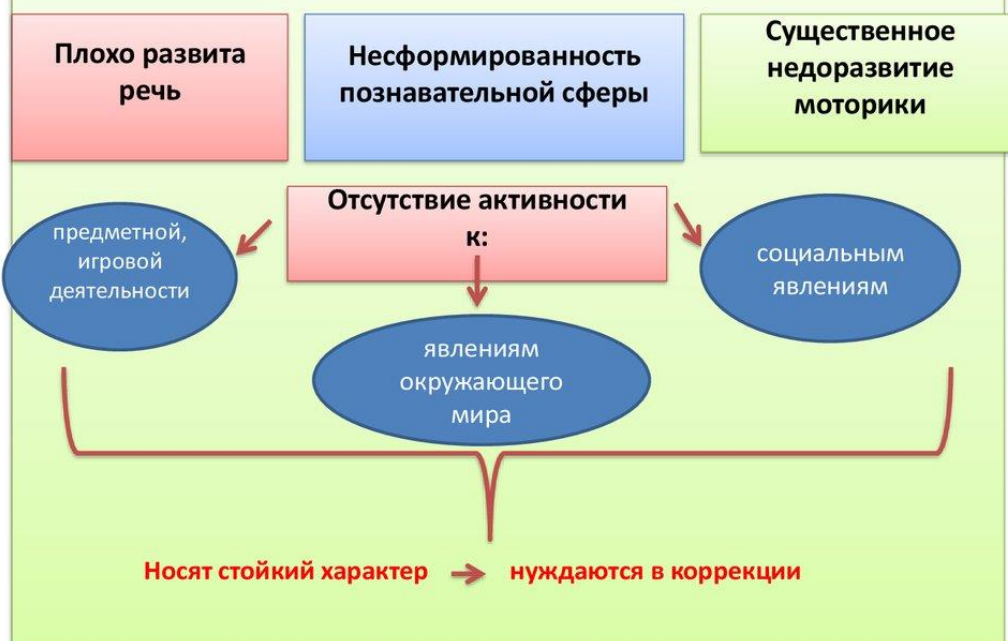 Плохо развита
речь
Несформированность
познавательной сферы
Существенное
недоразвитие
моторики
Отсутствие активности
к:
предметной,
игровой
деятельности
явлениям
окружающего
мира
социальным
явлениям
Носят стойкий характер
нуждаются в коррекции